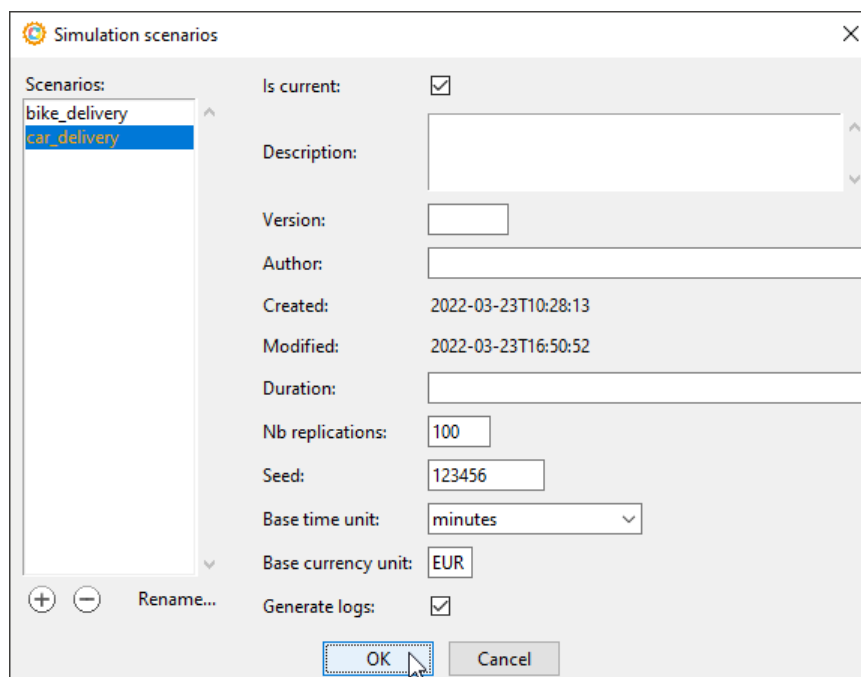 Simulation scenarios
Scenarios:
bike_delivery
car_delivery
Rename...
Is current:
Description:
Version:
Author:
Created: 2022-03-23T10:28:13
Modified: 2022-03-23T16:50:52
Duration:
Nb replications: 100
Seed: 123456
Base time unit: minutes
Base currency unit: EUR
Generate logs:
OK Cancel